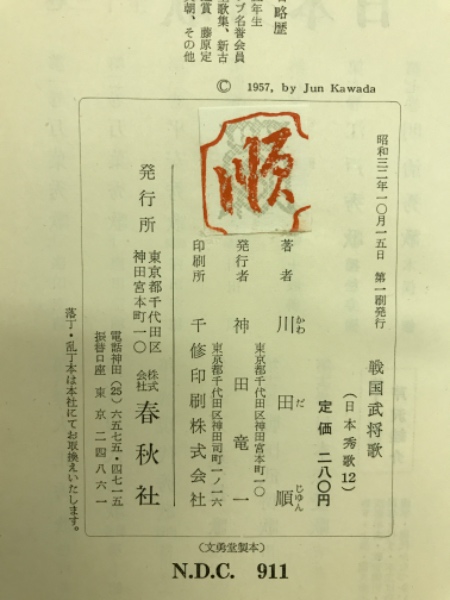 略歴
年生
ブ名誉会員
歌集、新古
賞　藤原定
朝、その他
© 1957, by Jun Kawada
順
昭和三二年一〇月一五日　第一刷発行
戦国武将歌
（日本秀歌12）
定価　二八〇円
著者　川田順
かわ　だ　じゅん
東京都千代田区神田宮本町一〇
発行者　神田竜一
東京都千代田区神田司町一ノ一六
印刷所　千修印刷株式会社
発行所
東京都千代田区
神田宮本町一〇
株式会社　春秋社
電話神田（25）六五七五・四七一五
振替口座　東京二四八六一
落丁・乱丁本は本社にてお取換えいたします。
（文勇堂製本）
N.D.C.　911